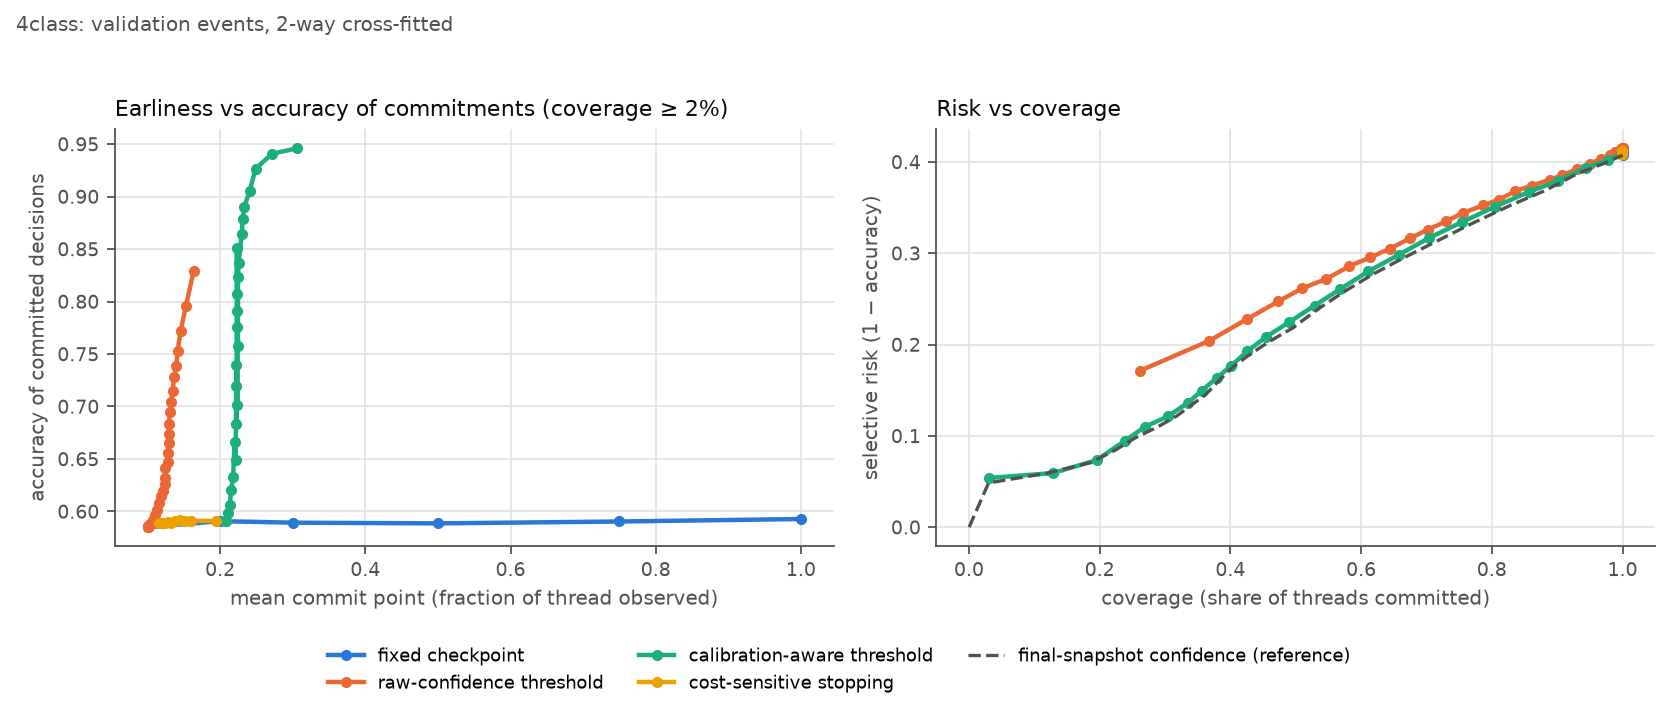 4class: validation events, 2-way cross-fitted
Earliness vs accuracy of commitments (coverage ≥ 2%)
accuracy of committed decisions
0.95
0.90
0.85
0.80
0.75
0.70
0.65
0.60
0.2
0.4
0.6
0.8
1.0
mean commit point (fraction of thread observed)
Risk vs coverage
selective risk (1 − accuracy)
0.4
0.3
0.2
0.1
0.0
0.0
0.2
0.4
0.6
0.8
1.0
coverage (share of threads committed)
fixed checkpoint
raw-confidence threshold
calibration-aware threshold
cost-sensitive stopping
final-snapshot confidence (reference)